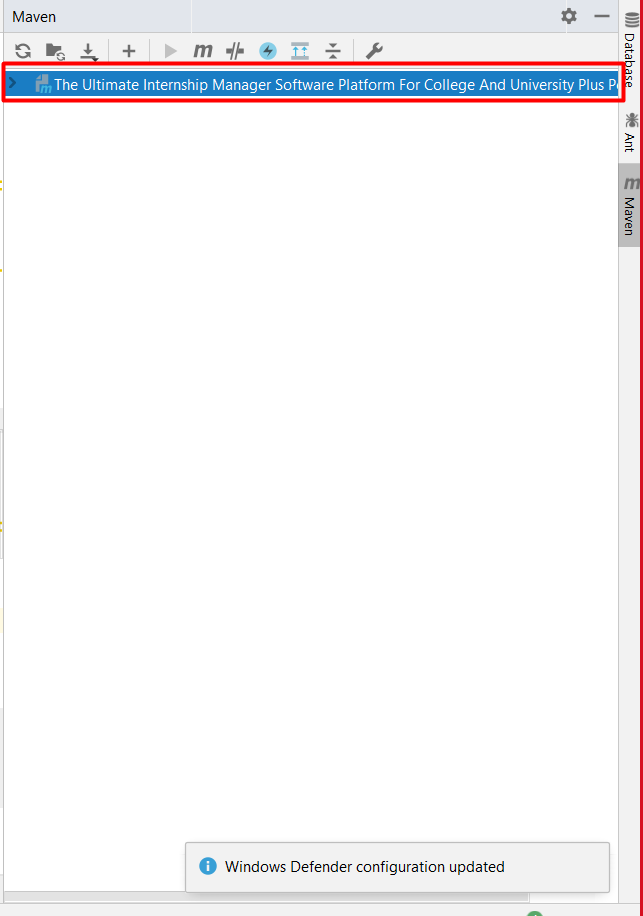 Maven
m
The Ultimate Internship Manager Software Platform For College And University Plus
Database
Ant
Maven
Windows Defender configuration updated